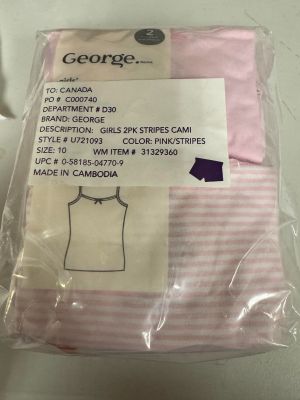 2
George.
girls'
TO: CANADA
PO # C000740
DEPARTMENT # D30
BRAND: GEORGE
DESCRIPTION: GIRLS 2PK STRIPES CAMI
STYLE # U721093 COLOR: PINK/STRIPES
SIZE: 10 WM ITEM # 31329360
UPC # 0-58185-04770-9
MADE IN CAMBODIA